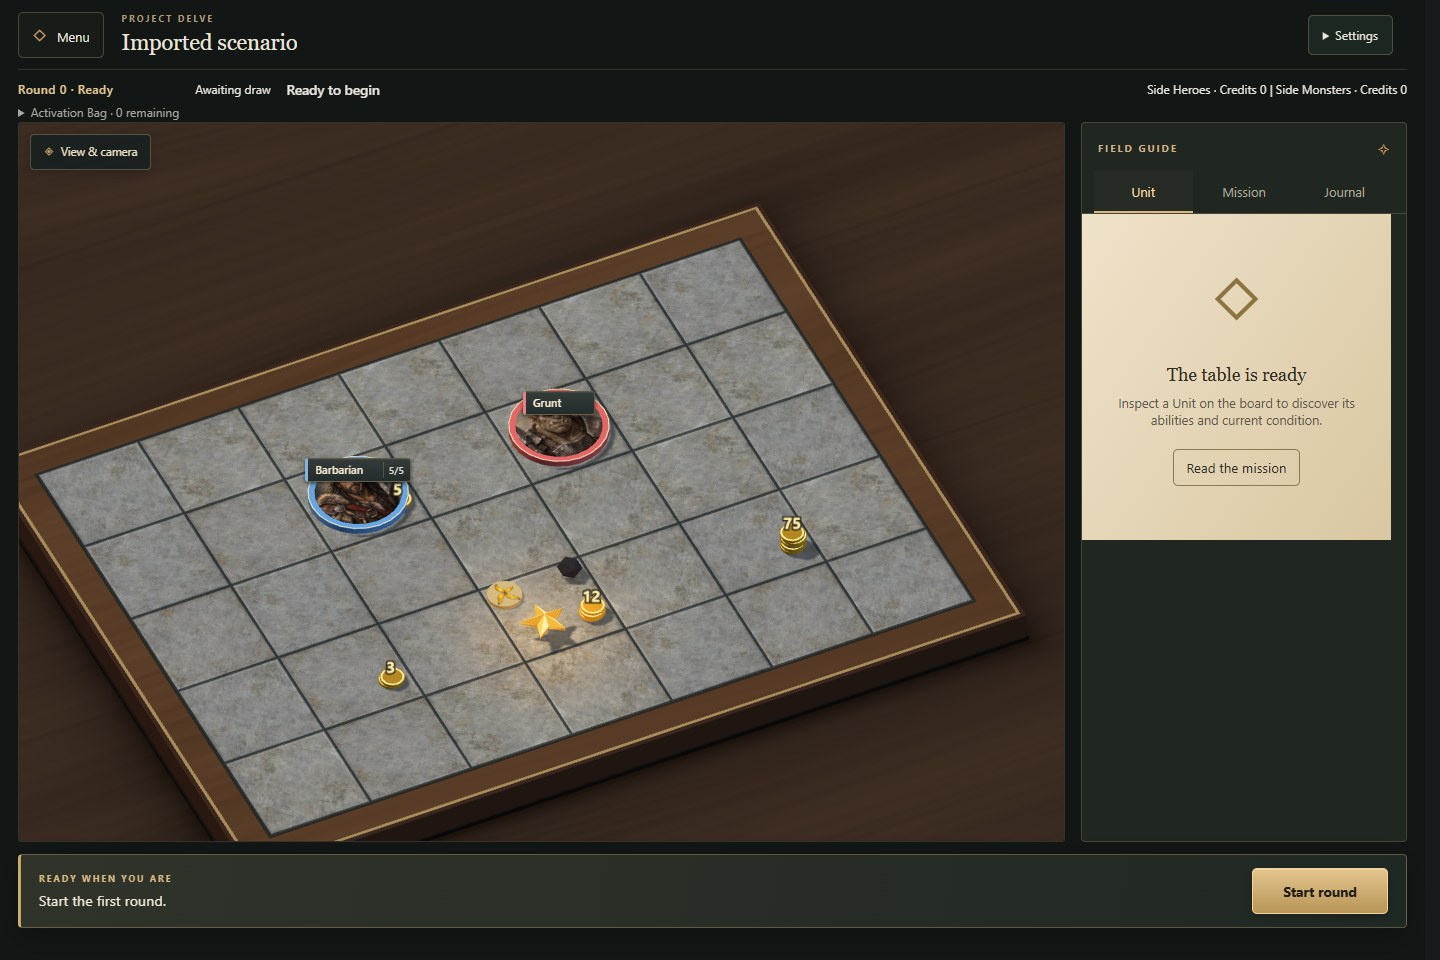 Menu
PROJECT DELVE
Imported scenario
Settings
Round 0 · Ready
Awaiting draw
Ready to begin
Side Heroes · Credits 0 | Side Monsters · Credits 0
Activation Bag · 0 remaining
View & camera
FIELD GUIDE
Unit
Mission
Journal
Grunt
Barbarian 5/5
5
75
12
3
The table is ready
Inspect a Unit on the board to discover its
abilities and current condition.
Read the mission
READY WHEN YOU ARE
Start the first round.
Start round